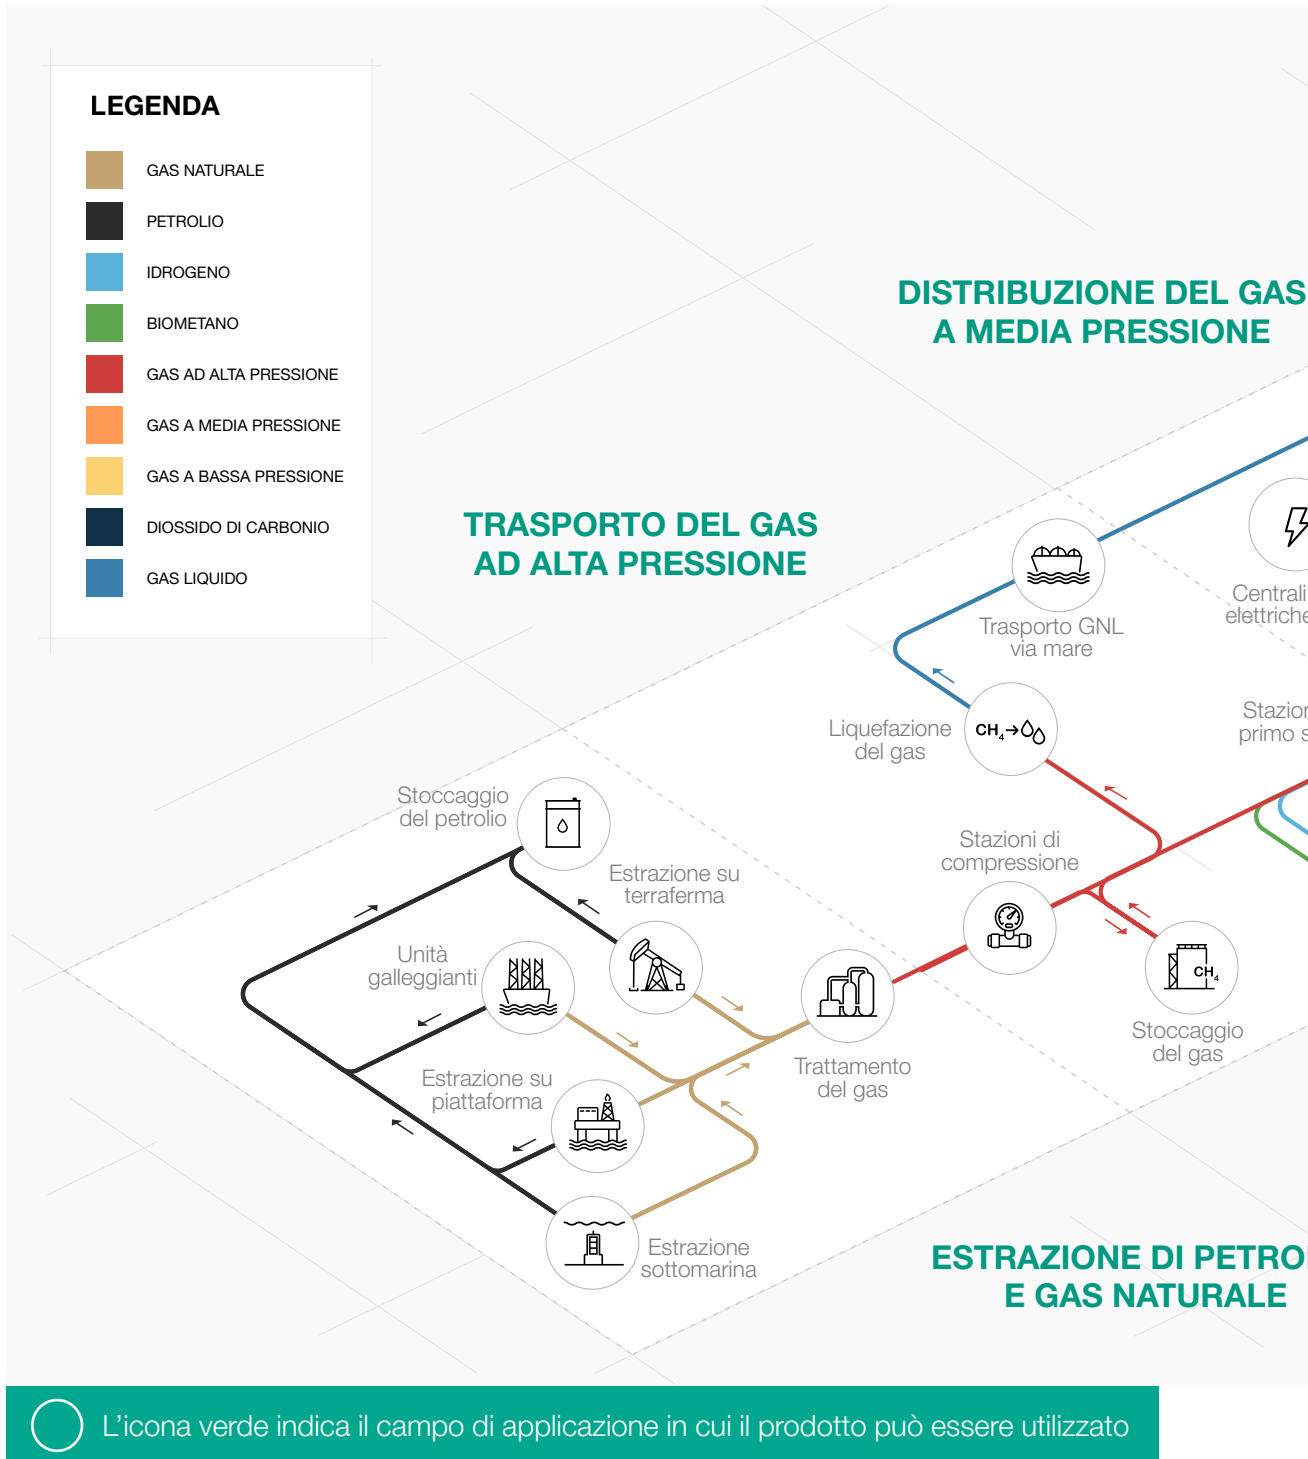 LEGENDA
GAS NATURALE
PETROLIO
IDROGENO
BIOMETANO
GAS AD ALTA PRESSIONE
GAS A MEDIA PRESSIONE
GAS A BASSA PRESSIONE
DIOSSIDO DI CARBONIO
GAS LIQUIDO
DISTRIBUZIONE DEL GAS
A MEDIA PRESSIONE
TRASPORTO DEL GAS
AD ALTA PRESSIONE
Centrali
elettriche
Trasporto GNL
via mare
Liquefazione
del gas
CH₄→
primo
Stoccaggio
del petrolio
Stazioni di
compressione
Estrazione su
terraferma
Unità
galleggianti
CH₄
Stoccaggio
del gas
Trattamento
del gas
Estrazione su
piattaforma
Estrazione
sottomarina
ESTRAZIONE DI
E GAS NATURALE
L'icona verde indica il campo di applicazione in cui il prodotto può essere utilizzato